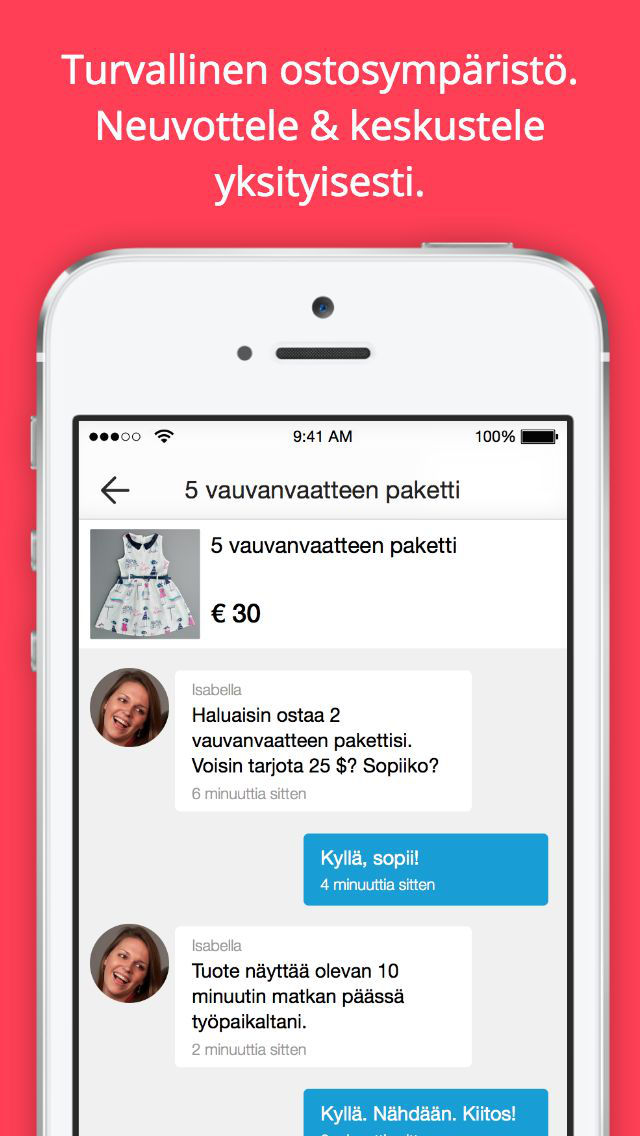 Turvallinen ostosympäristö.
Neuvottele & keskustele
yksityisesti.
9:41 AM
100%
5 vauvanvaatteen paketti
5 vauvanvaatteen paketti
€ 30
Isabella
Haluaisin ostaa 2
vauvanvaatteen pakettisi.
Voisin tarjota 25 $? Sopiiko?
6 minuuttia sitten
Kyllä, sopii!
4 minuuttia sitten
Isabella
Tuote näyttää olevan 10
minuutin matkan päässä
työpaikaltani.
2 minuuttia sitten
Kyllä. Nähdään. Kiitos!